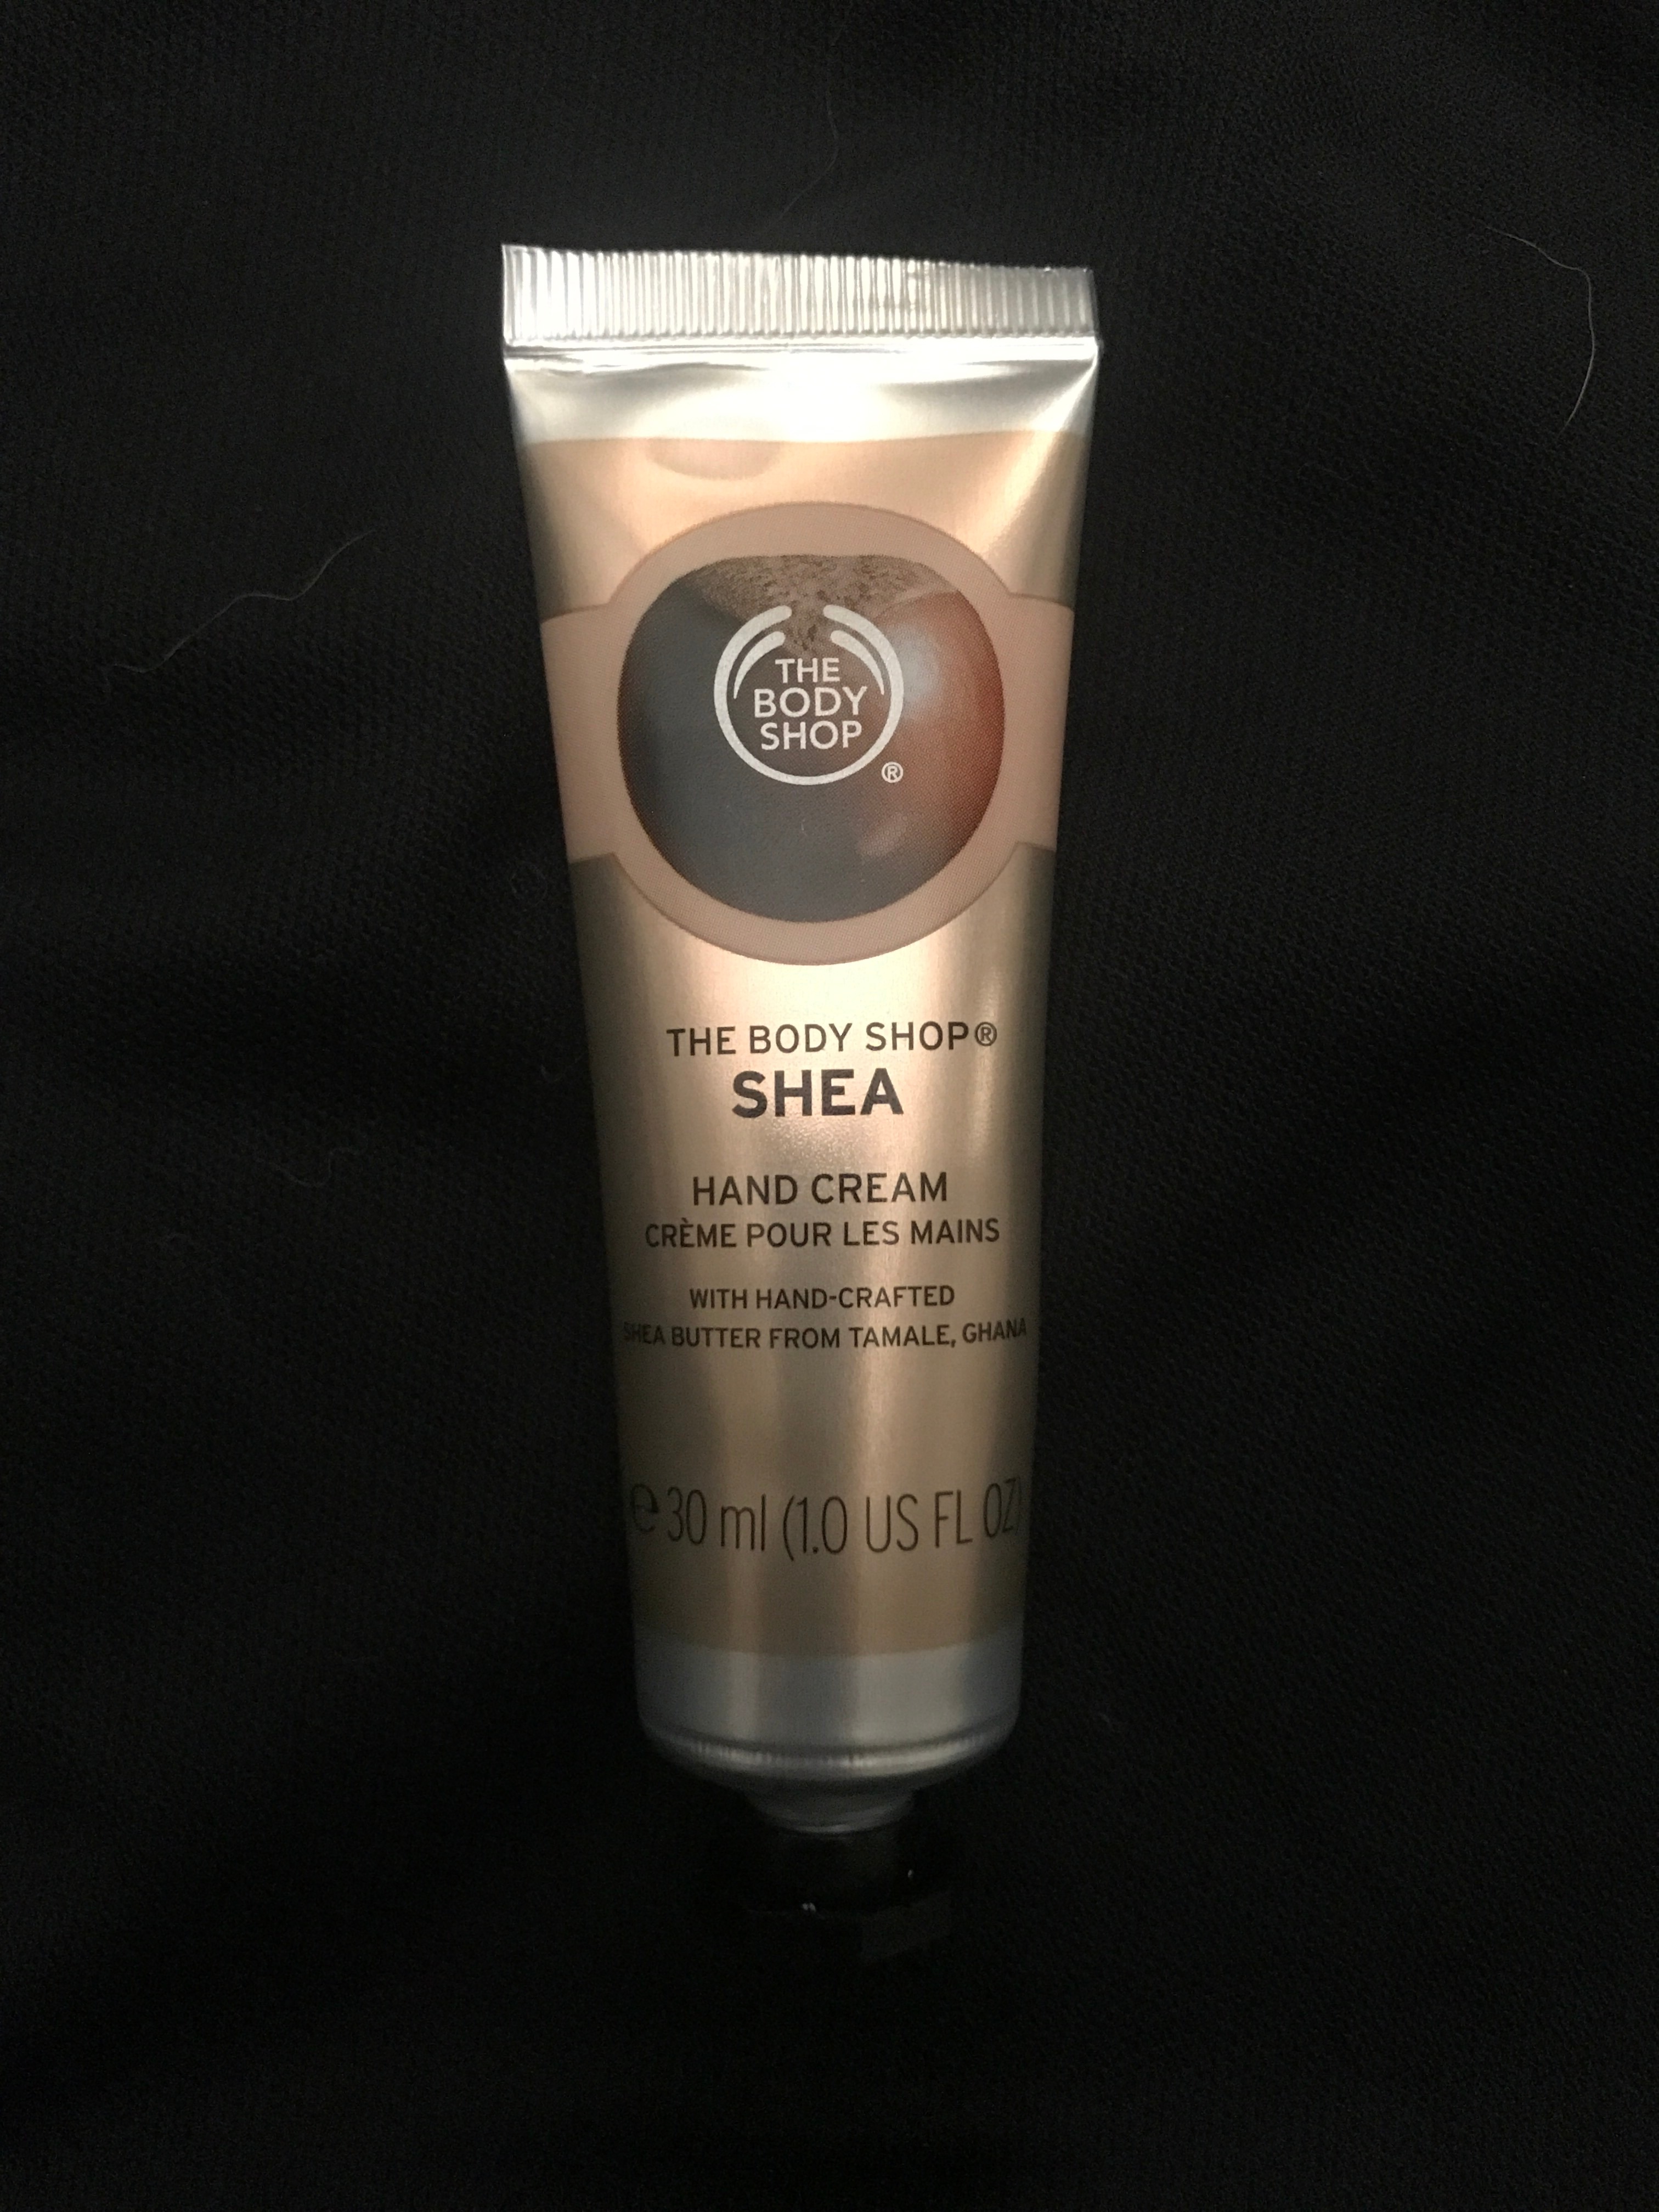 THE
BODY
SHOP
®
THE BODY SHOP®
SHEA
HAND CREAM
CRÈME POUR LES MAINS
WITH HAND-CRAFTED
SHEA BUTTER FROM TAMALE, GHANA
℮ 30 ml (1.0 US FL OZ)